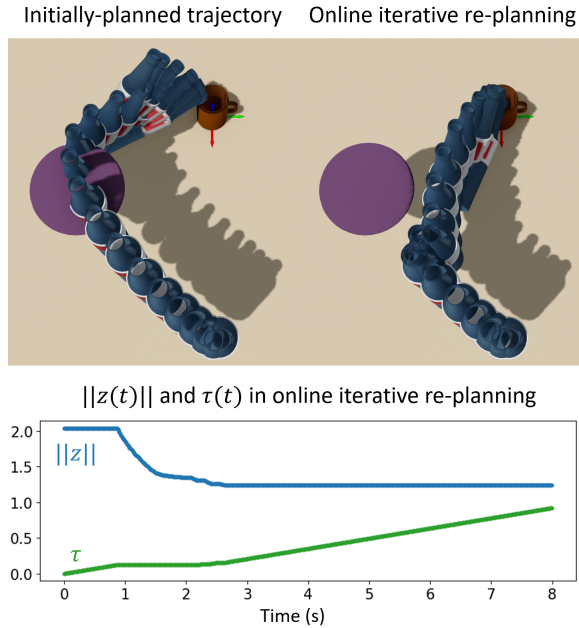 Initially-planned trajectory
Online iterative re-planning
||z(t)|| and τ(t) in online iterative re-planning
2.0
||z||
1.5
1.0
0.5
τ
0.0
0 1 2 3 4 5 6 7 8
Time (s)